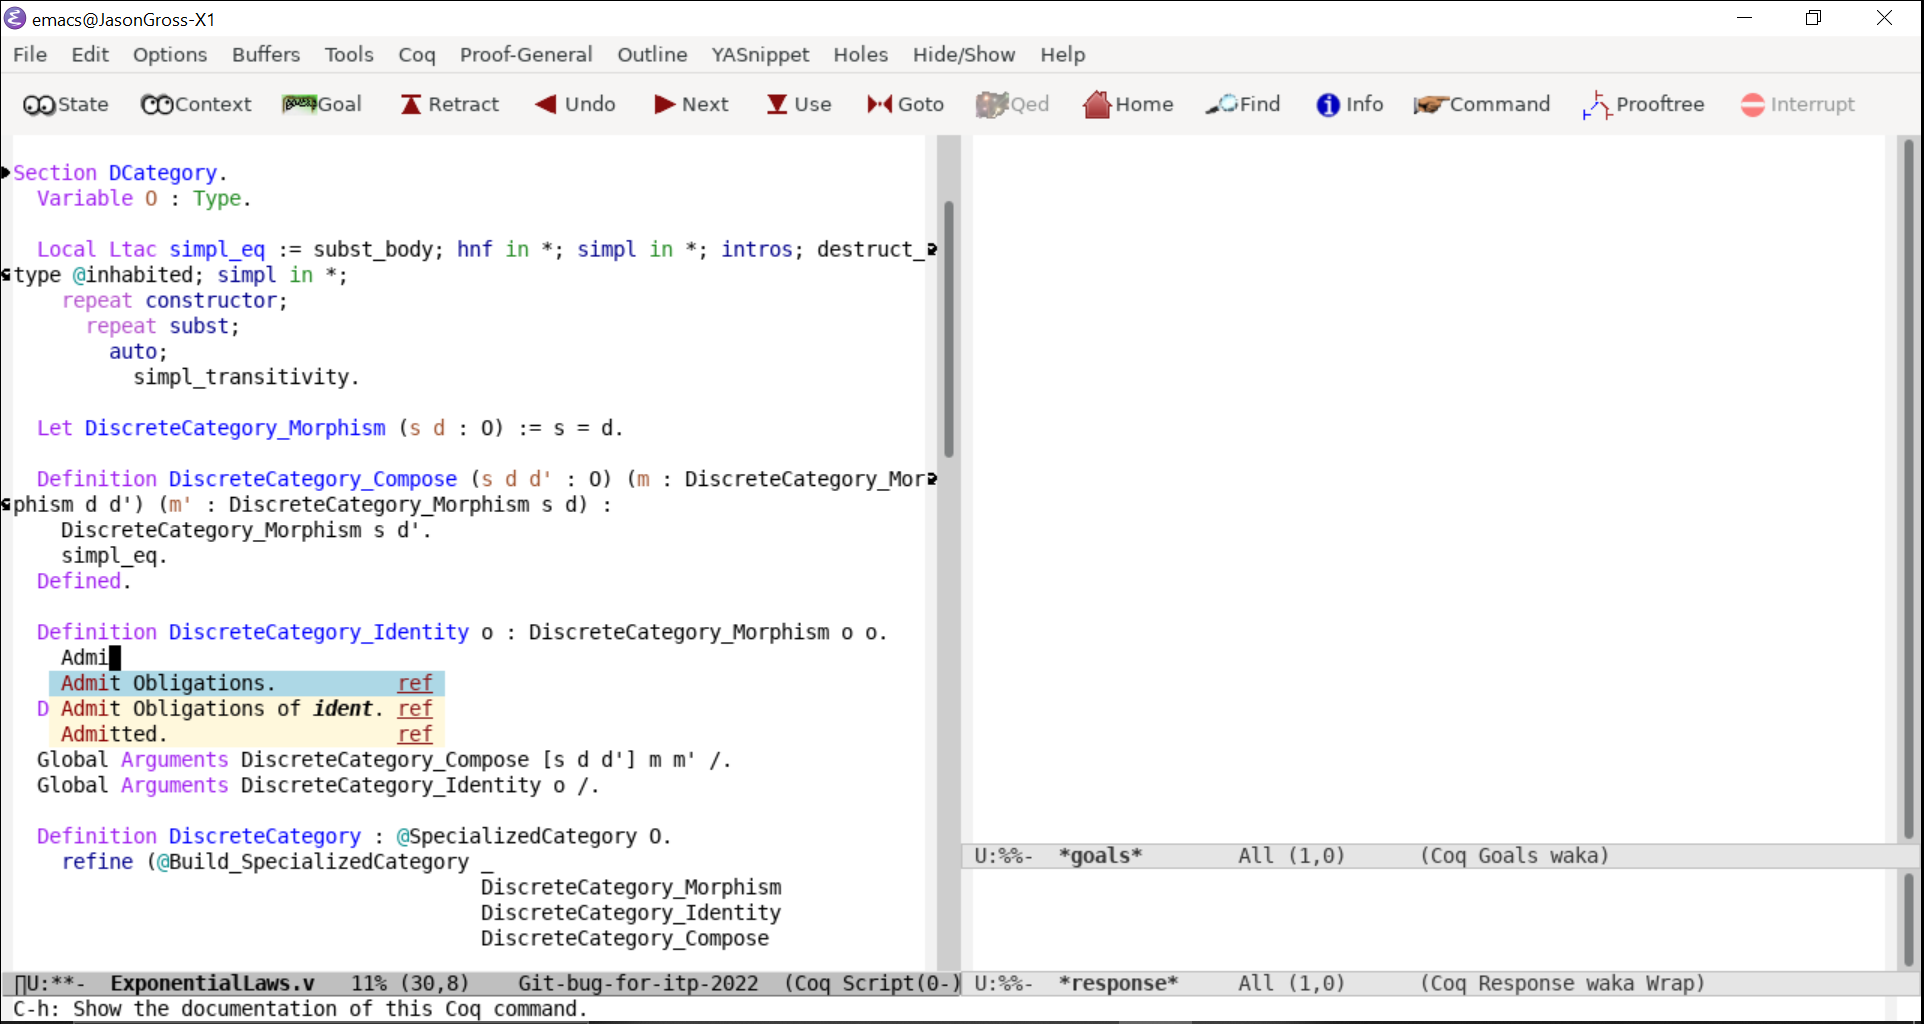 emacs@JasonGross-X1
File Edit Options Buffers Tools Coq Proof-General Outline YASnippet Holes Hide/Show Help
State Context Goal Retract Undo Next Use Goto Qed Home Find Info Command Prooftree Interrupt
Section DCategory.
Variable O : Type.
Local Ltac simpl_eq := subst_body; hnf in *; simpl in *; intros; destruct_
type @inhabited; simpl in *;
repeat constructor;
repeat subst;
auto;
simpl_transitivity.
Let DiscreteCategory_Morphism (s d : O) := s = d.
Definition DiscreteCategory_Compose (s d d' : O) (m : DiscreteCategory_Mor
phism d d') (m' : DiscreteCategory_Morphism s d) :
DiscreteCategory_Morphism s d'.
simpl_eq.
Defined.
Definition DiscreteCategory_Identity o : DiscreteCategory_Morphism o o.
Admi
Admit Obligations. ref
D Admit Obligations of ident. ref
Admitted. ref
Global Arguments DiscreteCategory_Compose [s d d'] m m' /.
Global Arguments DiscreteCategory_Identity o /.
Definition DiscreteCategory : @SpecializedCategory O.
refine (@Build_SpecializedCategory _
DiscreteCategory_Morphism
DiscreteCategory_Identity
DiscreteCategory_Compose
U:**- ExponentialLaws.v 11% (30,8) Git-bug-for-itp-2022 (Coq Script(0-)
U:%%- *goals* All (1,0) (Coq Goals waka)
U:%%- *response* All (1,0) (Coq Response waka Wrap)
C-h: Show the documentation of this Coq command.